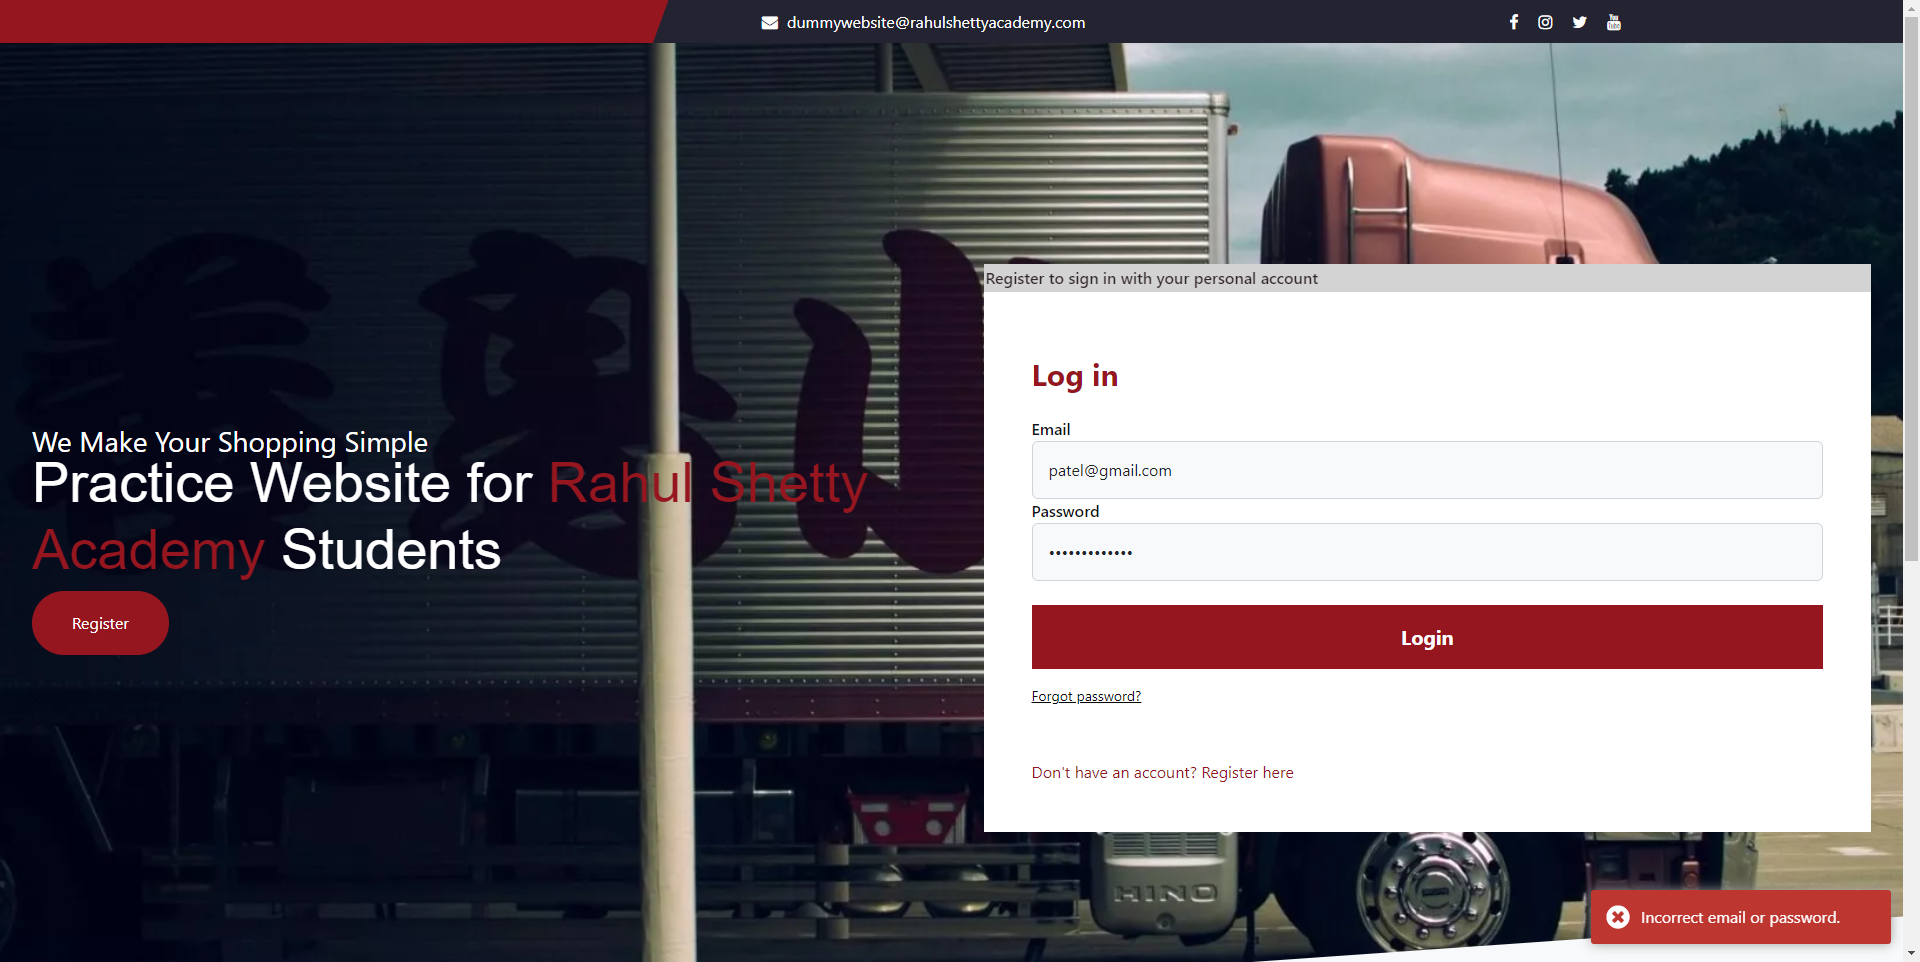 dummywebsite@rahulshettyacademy.com
We Make Your Shopping Simple
Practice Website for Rahul Shetty
Academy Students
Register
Register to sign in with your personal account
Log in
Email
patel@gmail.com
Password
•••••••••••••
Login
Forgot password?
Don't have an account? Register here
HINO
Incorrect email or password.